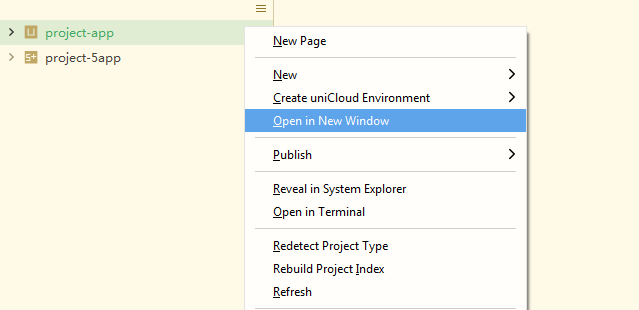 project-app
project-5app
New Page
New
Create uniCloud Environment
Open in New Window
Publish
Reveal in System Explorer
Open in Terminal
Redetect Project Type
Rebuild Project Index
Refresh